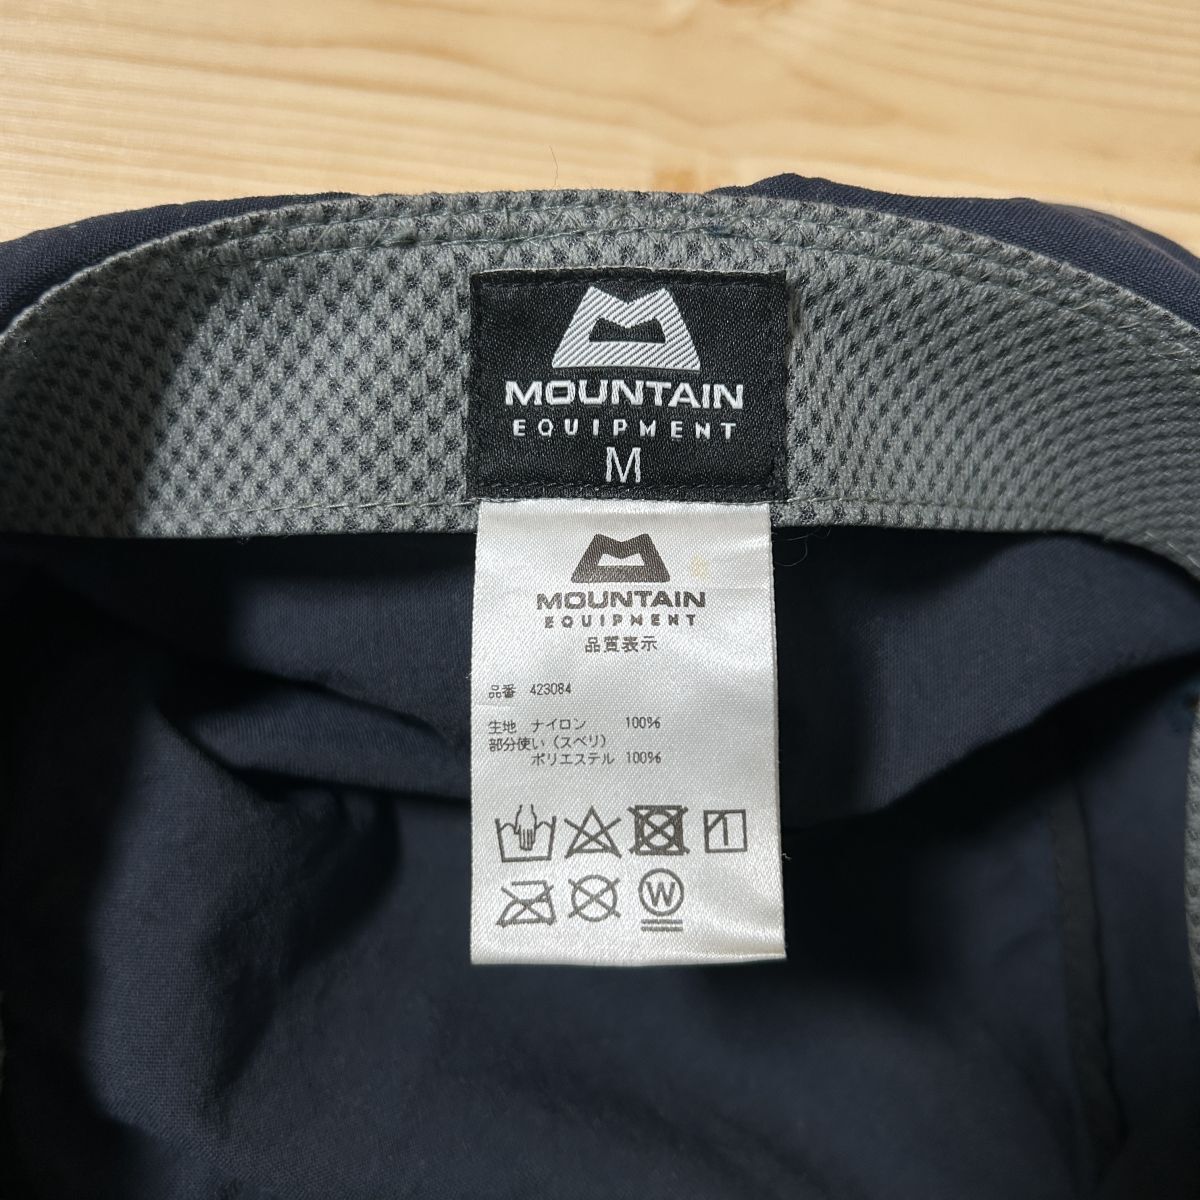 MOUNTAIN
EQUIPMENT
M
MOUNTAIN
EQUIPMENT
品質表示
品番 423084
生地 ナイロン 100%
部分使い（スベリ）
ポリエステル 100%
W